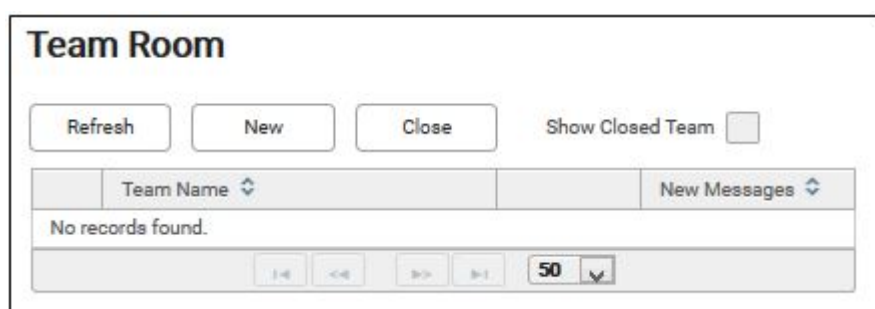 Team Room
Refresh New Close Show Closed Team
Team Name New Messages
No records found.
50